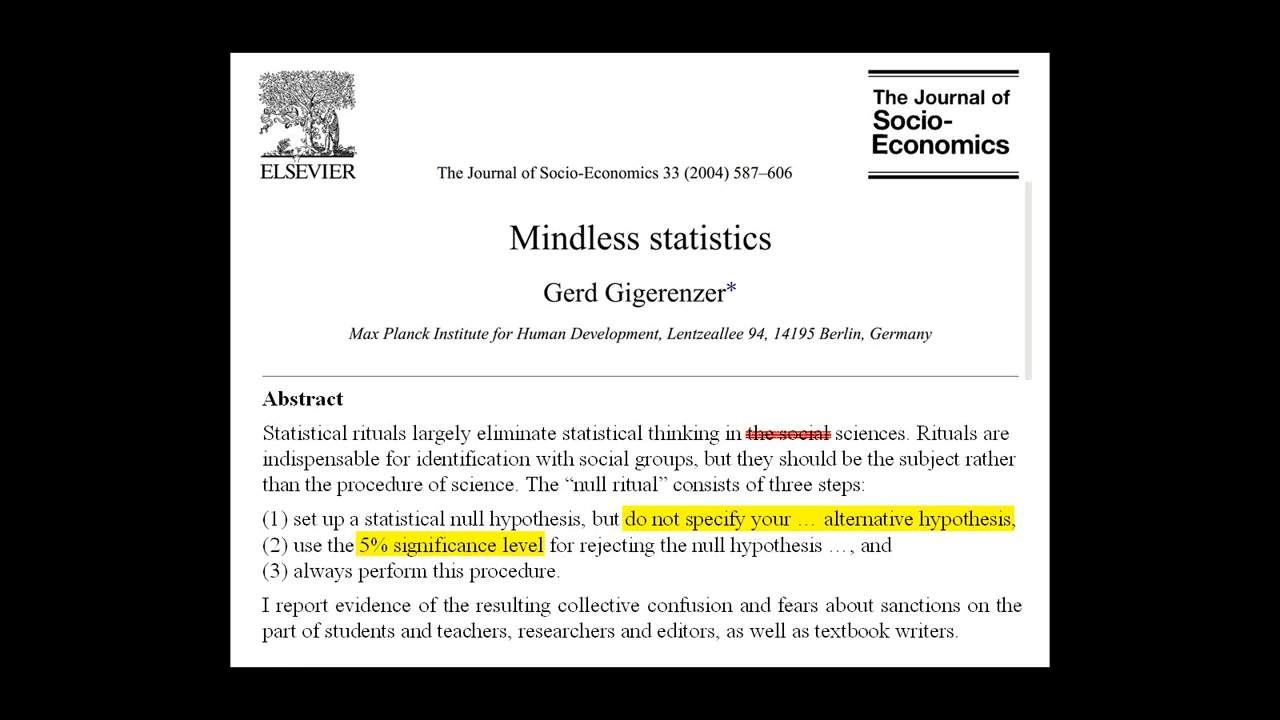 ELSEVIER
The Journal of
Socio-
Economics
The Journal of Socio-Economics 33 (2004) 587–606
Mindless statistics
Gerd Gigerenzer*
Max Planck Institute for Human Development, Lentzeallee 94, 14195 Berlin, Germany
Abstract
Statistical rituals largely eliminate statistical thinking in the social sciences. Rituals are
indispensable for identification with social groups, but they should be the subject rather
than the procedure of science. The “null ritual” consists of three steps:
(1) set up a statistical null hypothesis, but do not specify your … alternative hypothesis,
(2) use the 5% significance level for rejecting the null hypothesis …, and
(3) always perform this procedure.
I report evidence of the resulting collective confusion and fears about sanctions on the
part of students and teachers, researchers and editors, as well as textbook writers.